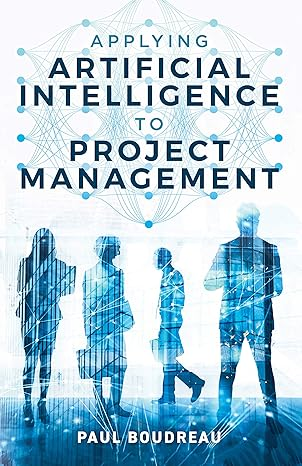 APPLYING
ARTIFICIAL
INTELLIGENCE
TO
PROJECT
MANAGEMENT
PAUL BOUDREAU